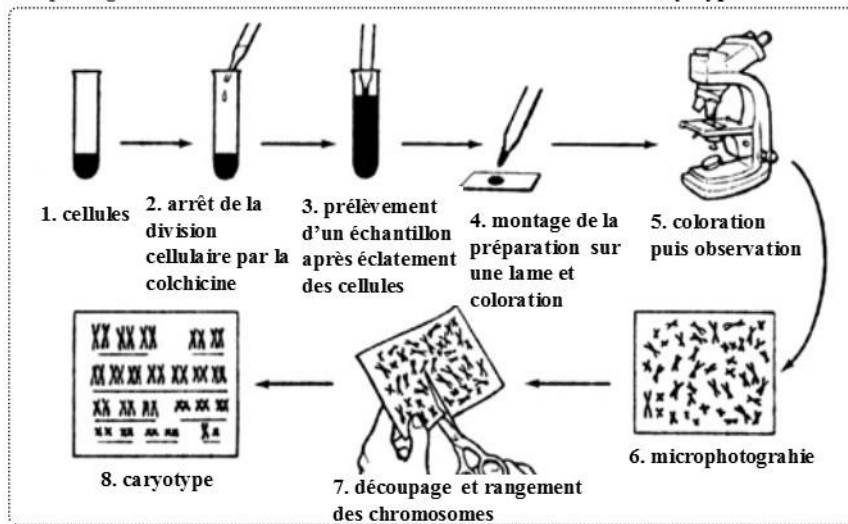 1. cellules
2. arrêt de la
division
cellulaire par la
colchicine
3. prélèvement
d'un échantillon
après éclatement
des cellules
4. montage de la
préparation sur
une lame et
coloration
5. coloration
puis observation
6. microphotograhie
7. découpage et rangement
des chromosomes
8. caryotype